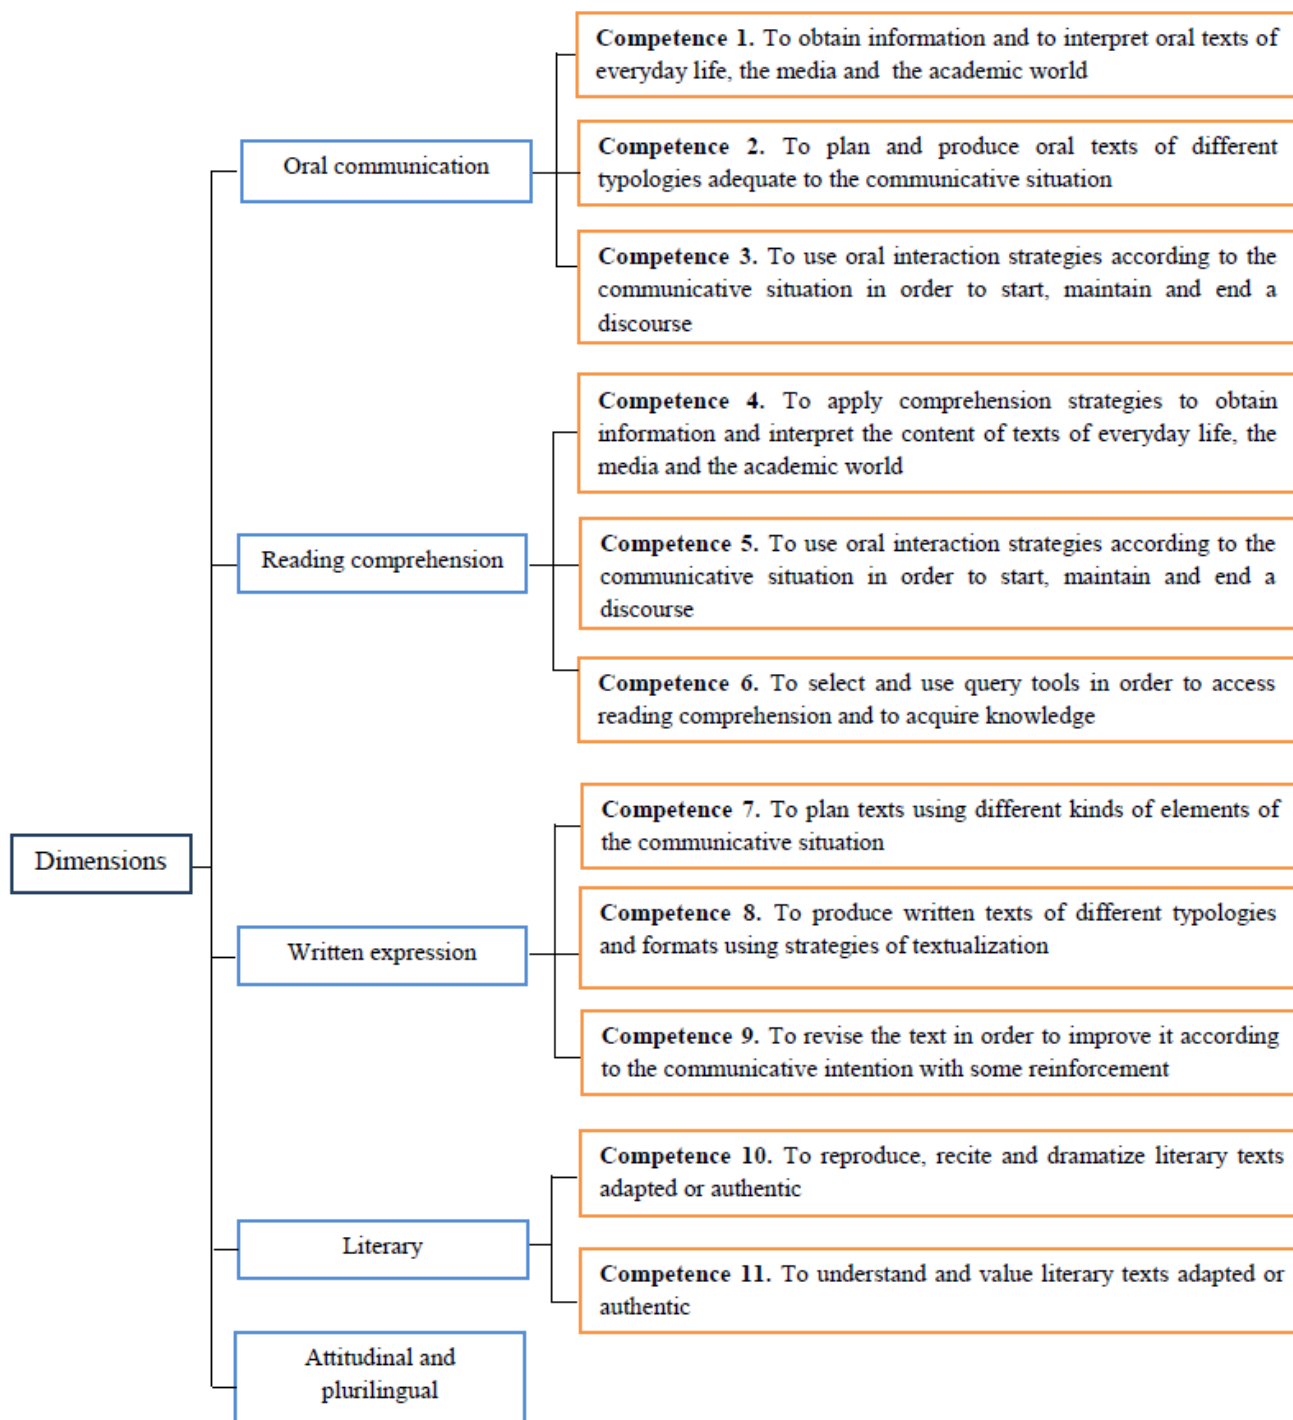 Dimensions
Oral communication
Competence 1. To obtain information and to interpret oral texts of
everyday life, the media and the academic world
Competence 2. To plan and produce oral texts of different
typologies adequate to the communicative situation
Competence 3. To use oral interaction strategies according to the
communicative situation in order to start, maintain and end a
discourse
Reading comprehension
Competence 4. To apply comprehension strategies to obtain
information and interpret the content of texts of everyday life, the
media and the academic world
Competence 5. To use oral interaction strategies according to the
communicative situation in order to start, maintain and end a
discourse
Competence 6. To select and use query tools in order to access
reading comprehension and to acquire knowledge
Written expression
Competence 7. To plan texts using different kinds of elements of
the communicative situation
Competence 8. To produce written texts of different typologies
and formats using strategies of textualization
Competence 9. To revise the text in order to improve it according
to the communicative intention with some reinforcement
Literary
Competence 10. To reproduce, recite and dramatize literary texts
adapted or authentic
Competence 11. To understand and value literary texts adapted or
authentic
Attitudinal and
plurilingual